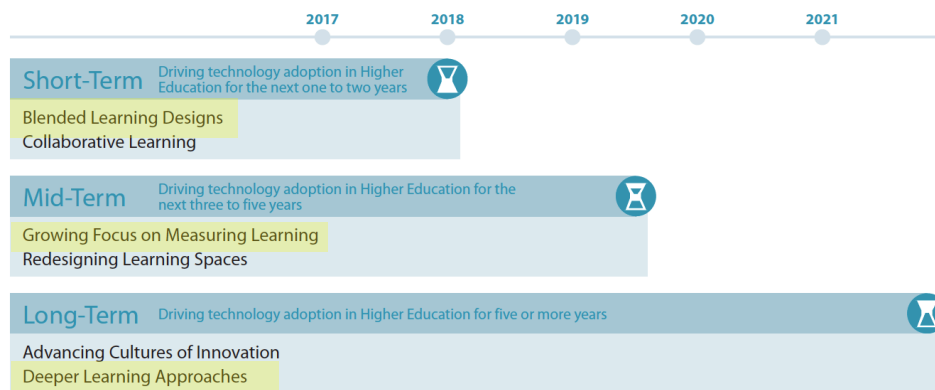 2017 2018 2019 2020 2021
Short-Term
Driving technology adoption in Higher
Education for the next one to two years
Blended Learning Designs
Collaborative Learning
Mid-Term
Driving technology adoption in Higher Education for the
next three to five years
Growing Focus on Measuring Learning
Redesigning Learning Spaces
Long-Term
Driving technology adoption in Higher Education for five or more years
Advancing Cultures of Innovation
Deeper Learning Approaches